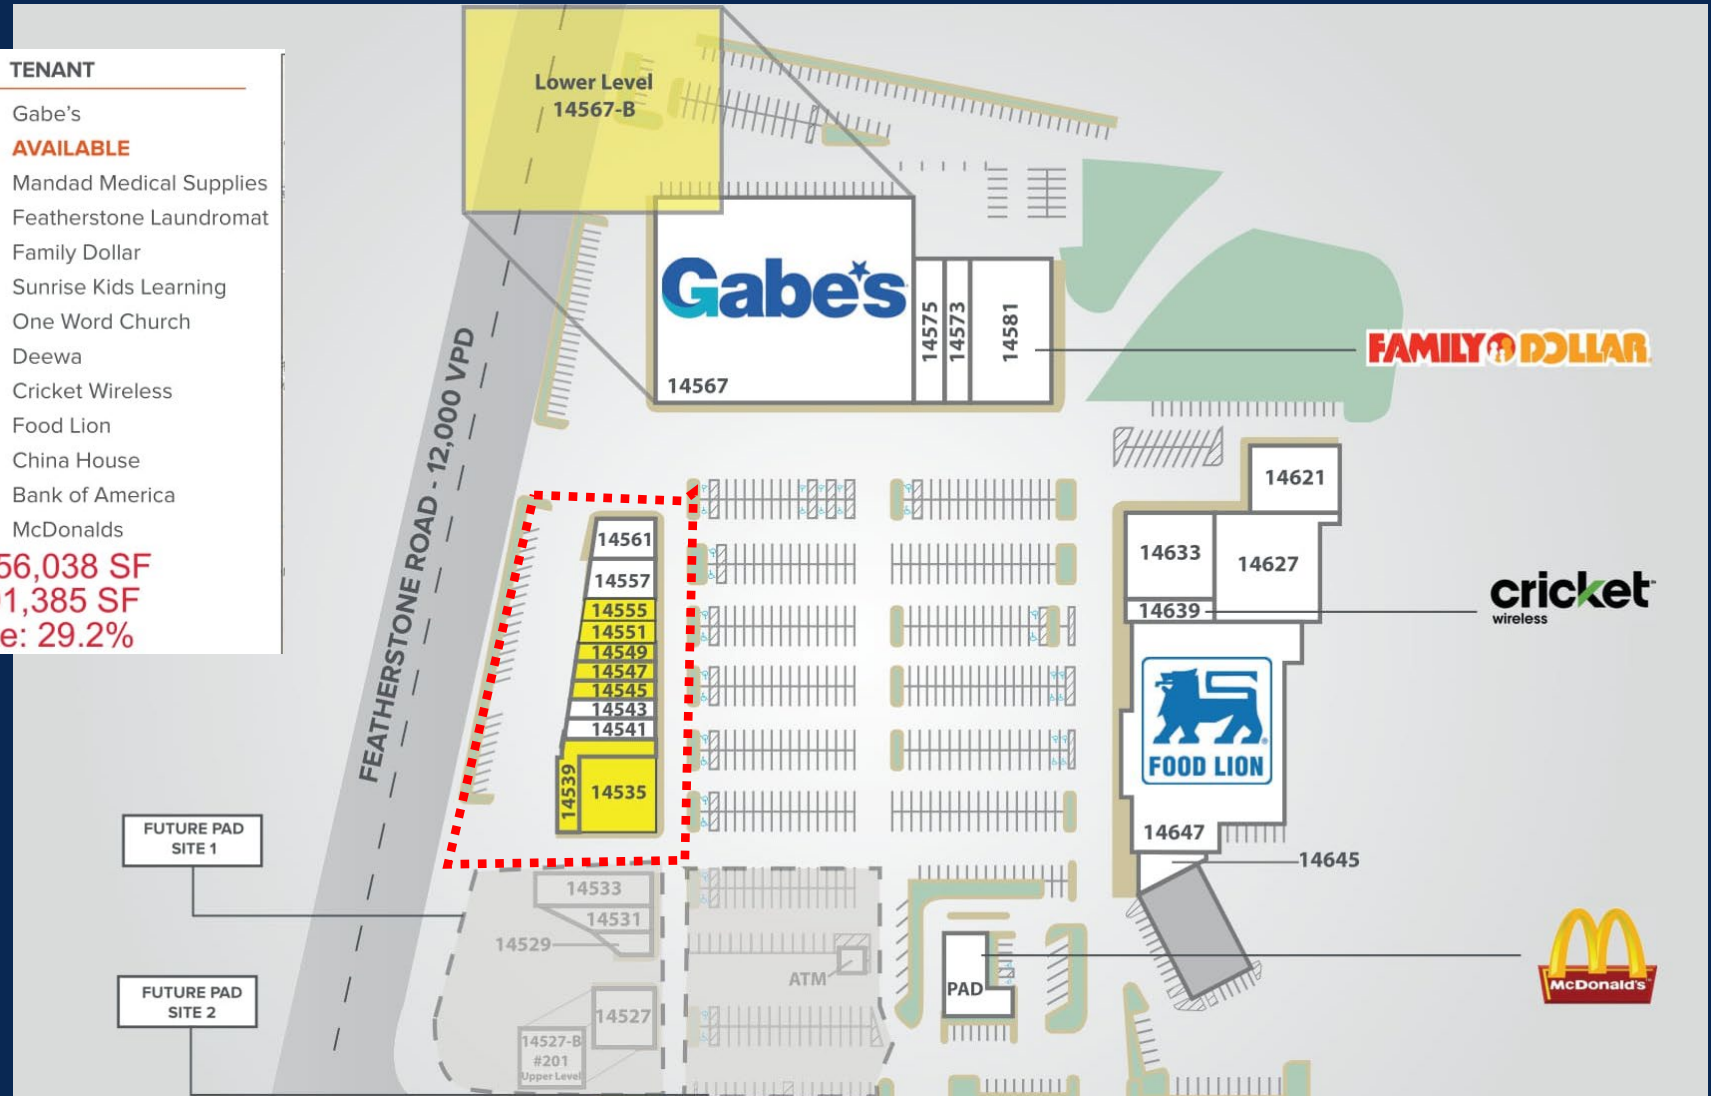 TENANT
Gabe's
AVAILABLE
Mandad Medical Supplies
Featherstone Laundromat
Family Dollar
Sunrise Kids Learning
One Word Church
Deewa
Cricket Wireless
Food Lion
China House
Bank of America
McDonalds
56,038 SF
1,385 SF
e: 29.2%
Lower Level
14567-B
Gabe's
14567
14575
14573
14581
FAMILY DOLLAR
FEATHERSTONE ROAD - 12,000 VPD
14561
14557
14555
14551
14549
14547
14545
14543
14541
14539
14535
14621
14633
14627
14639
cricket
wireless
FOOD LION
14647
14645
FUTURE PAD
SITE 1
14533
14531
14529
ATM
PAD
McDonald's
FUTURE PAD
SITE 2
14527
14527-B
#201
Upper Level